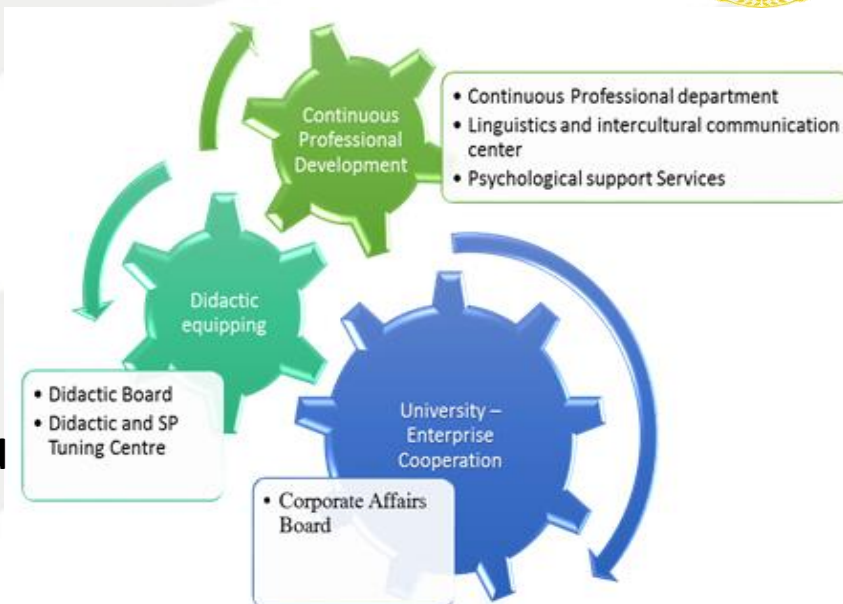 Continuous
Professional
Development
• Continuous Professional department
• Linguistics and intercultural communication
center
• Psychological support Services
Didactic
equipping
• Didactic Board
• Didactic and SP
Tuning Centre
University –
Enterprise
Cooperation
• Corporate Affairs
Board